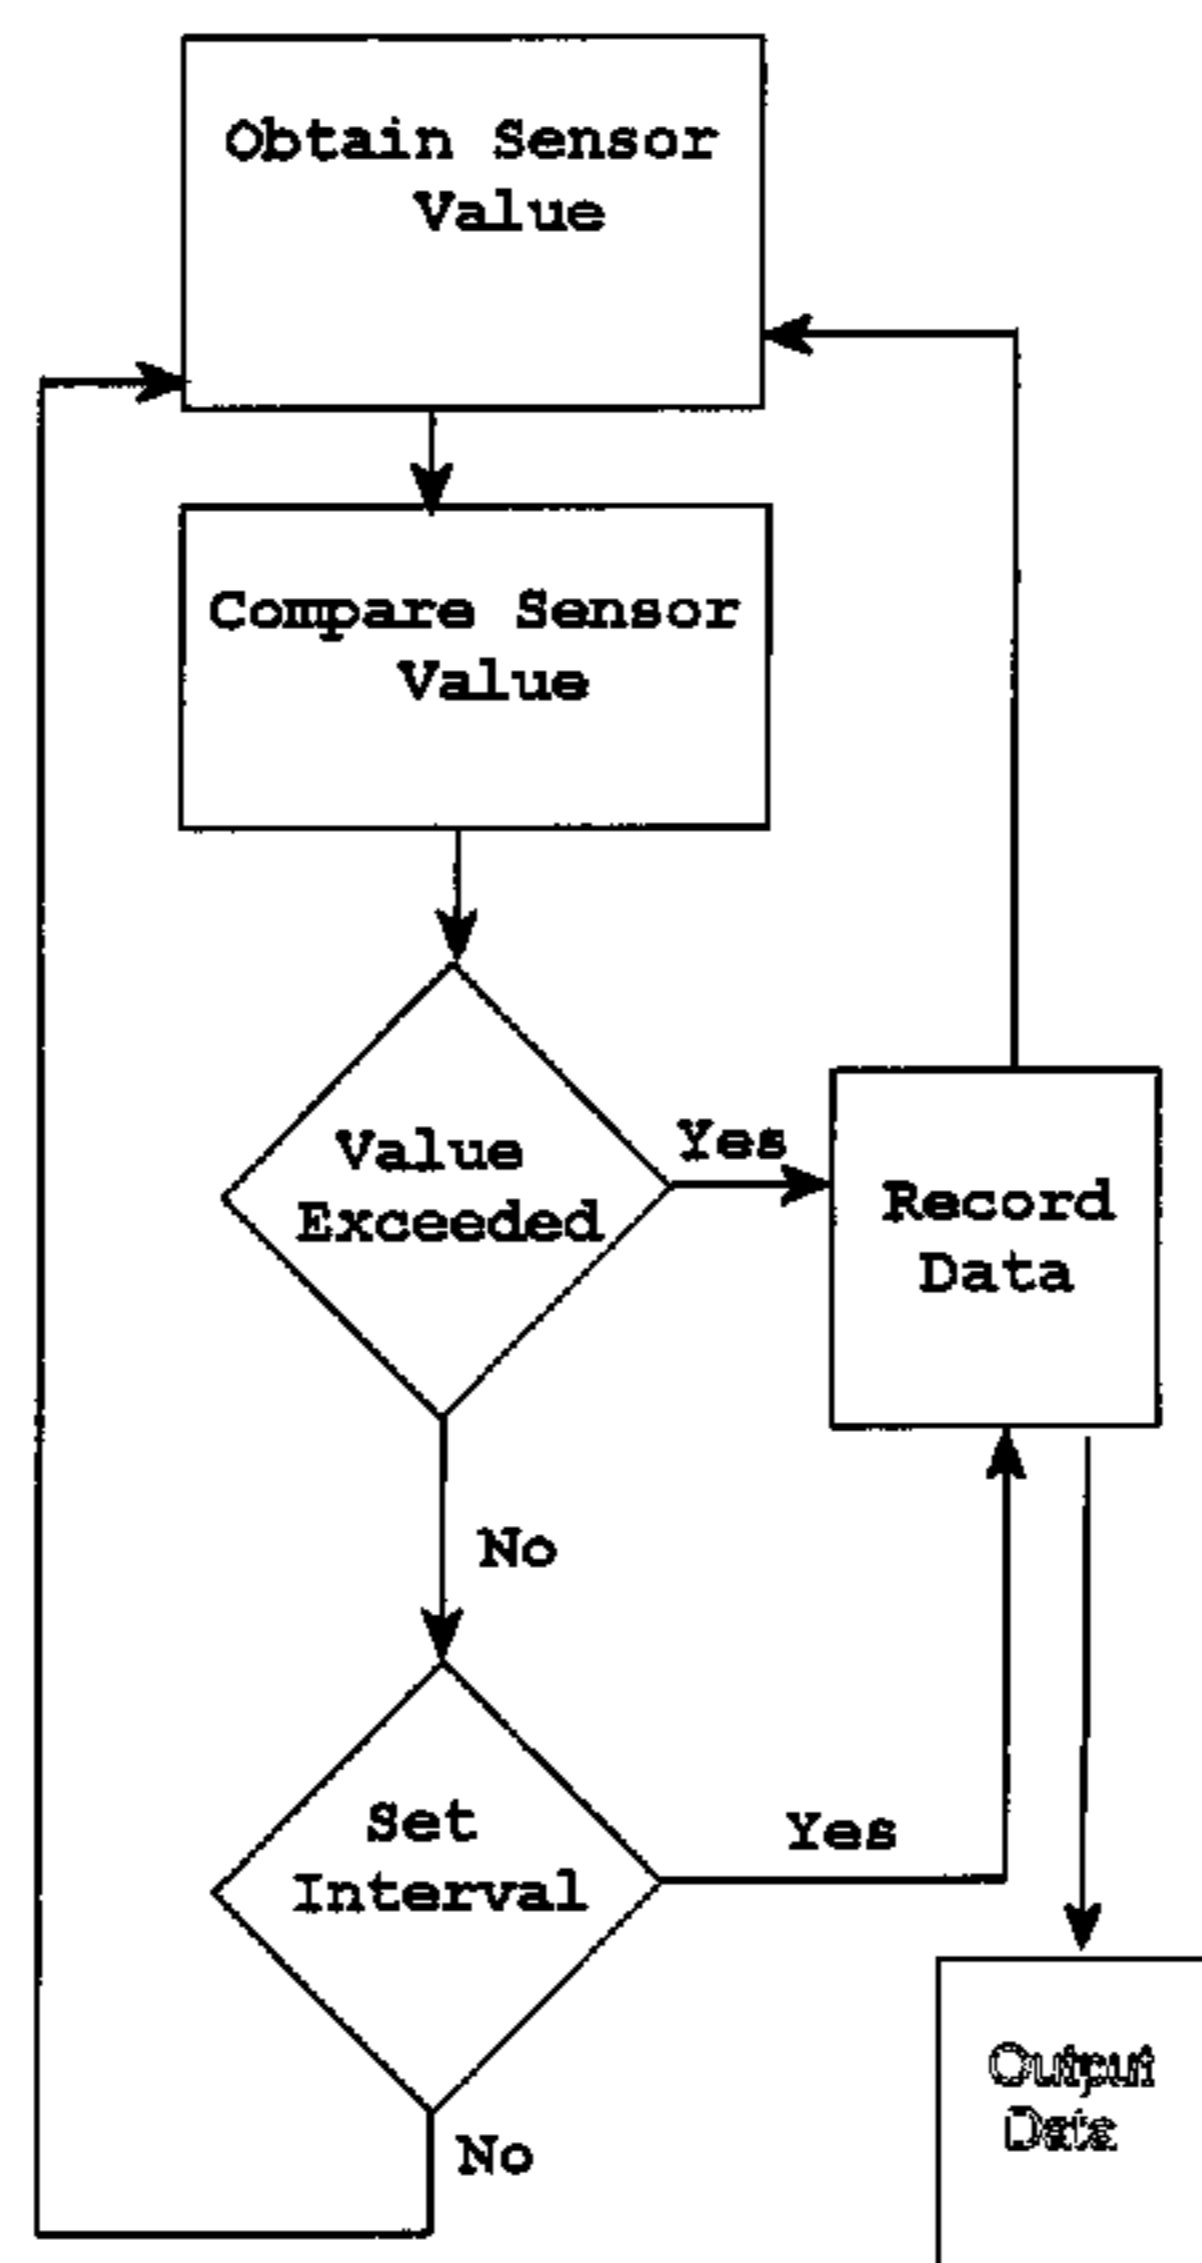 Obtain Sensor
Value
Compare Sensor
Value
Value
Exceeded
Yes
Record
Data
No
Set
Interval
Yes
No
Output
Data